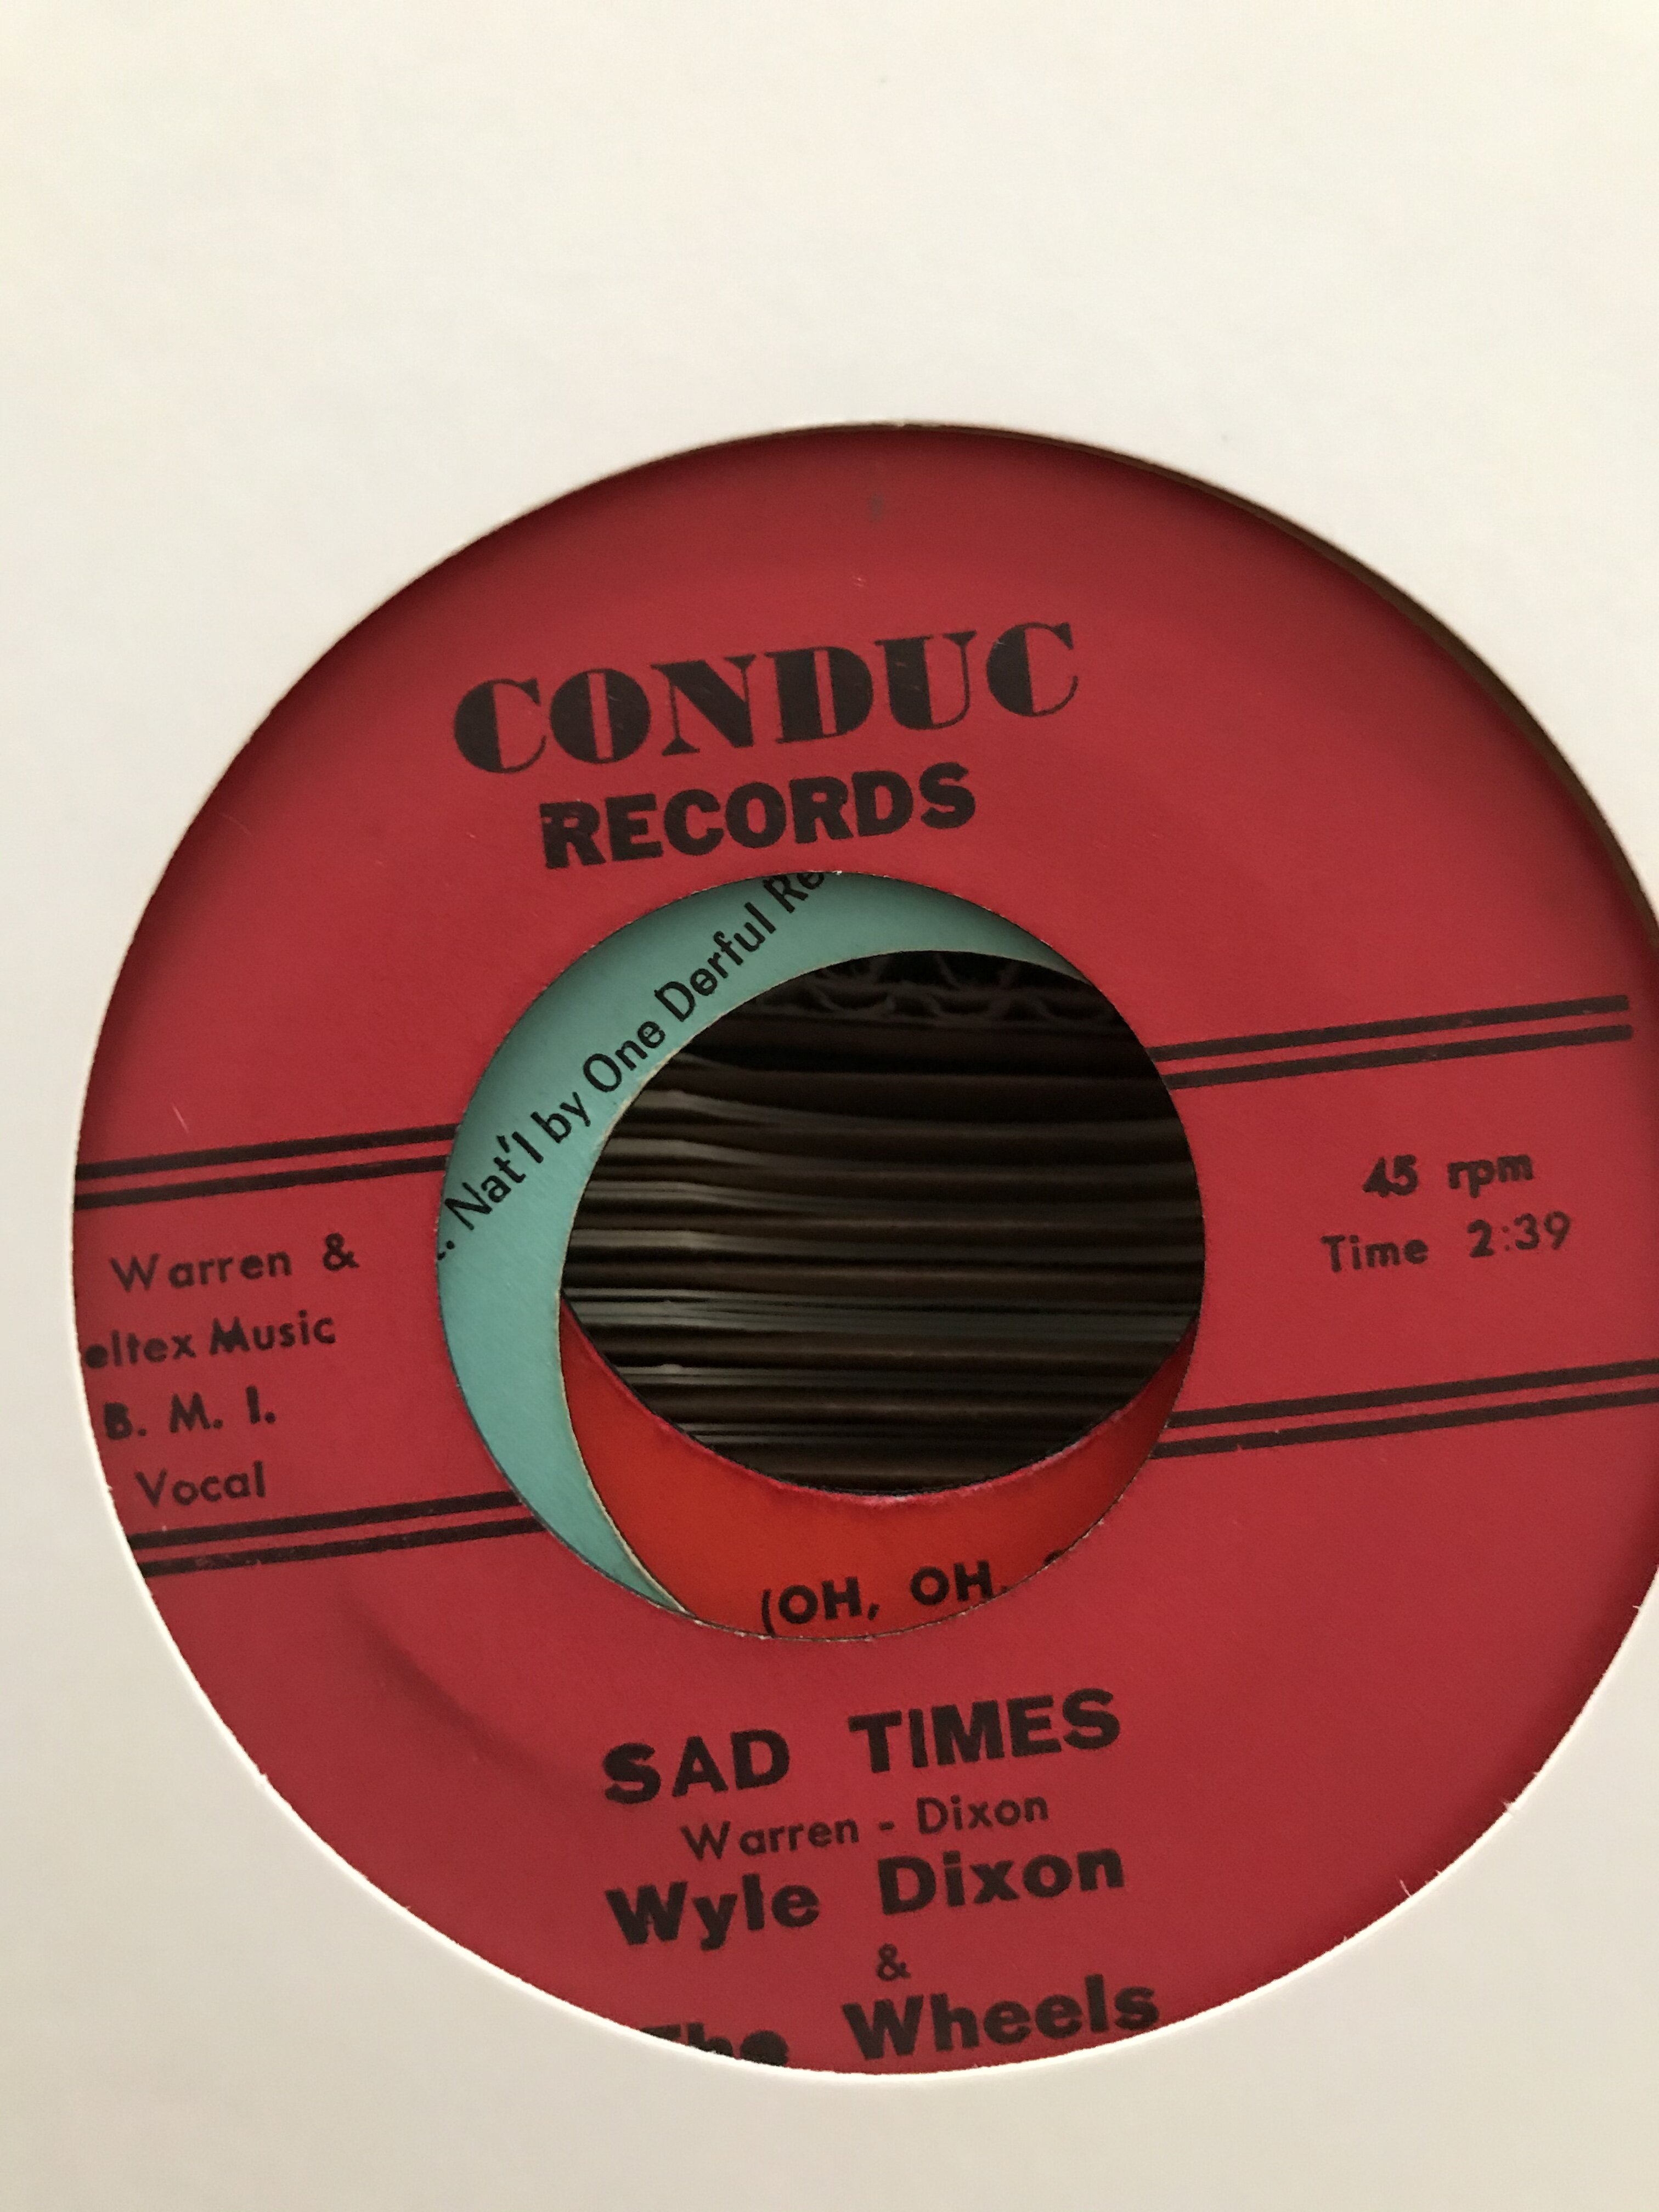 CONDUC
RECORDS
Nat'l by One Derful Re
45 rpm
Time 2:39
Warren &
eltex Music
B. M. I.
Vocal
(OH, OH,
SAD TIMES
Warren - Dixon
Wyle Dixon
&
The Wheels